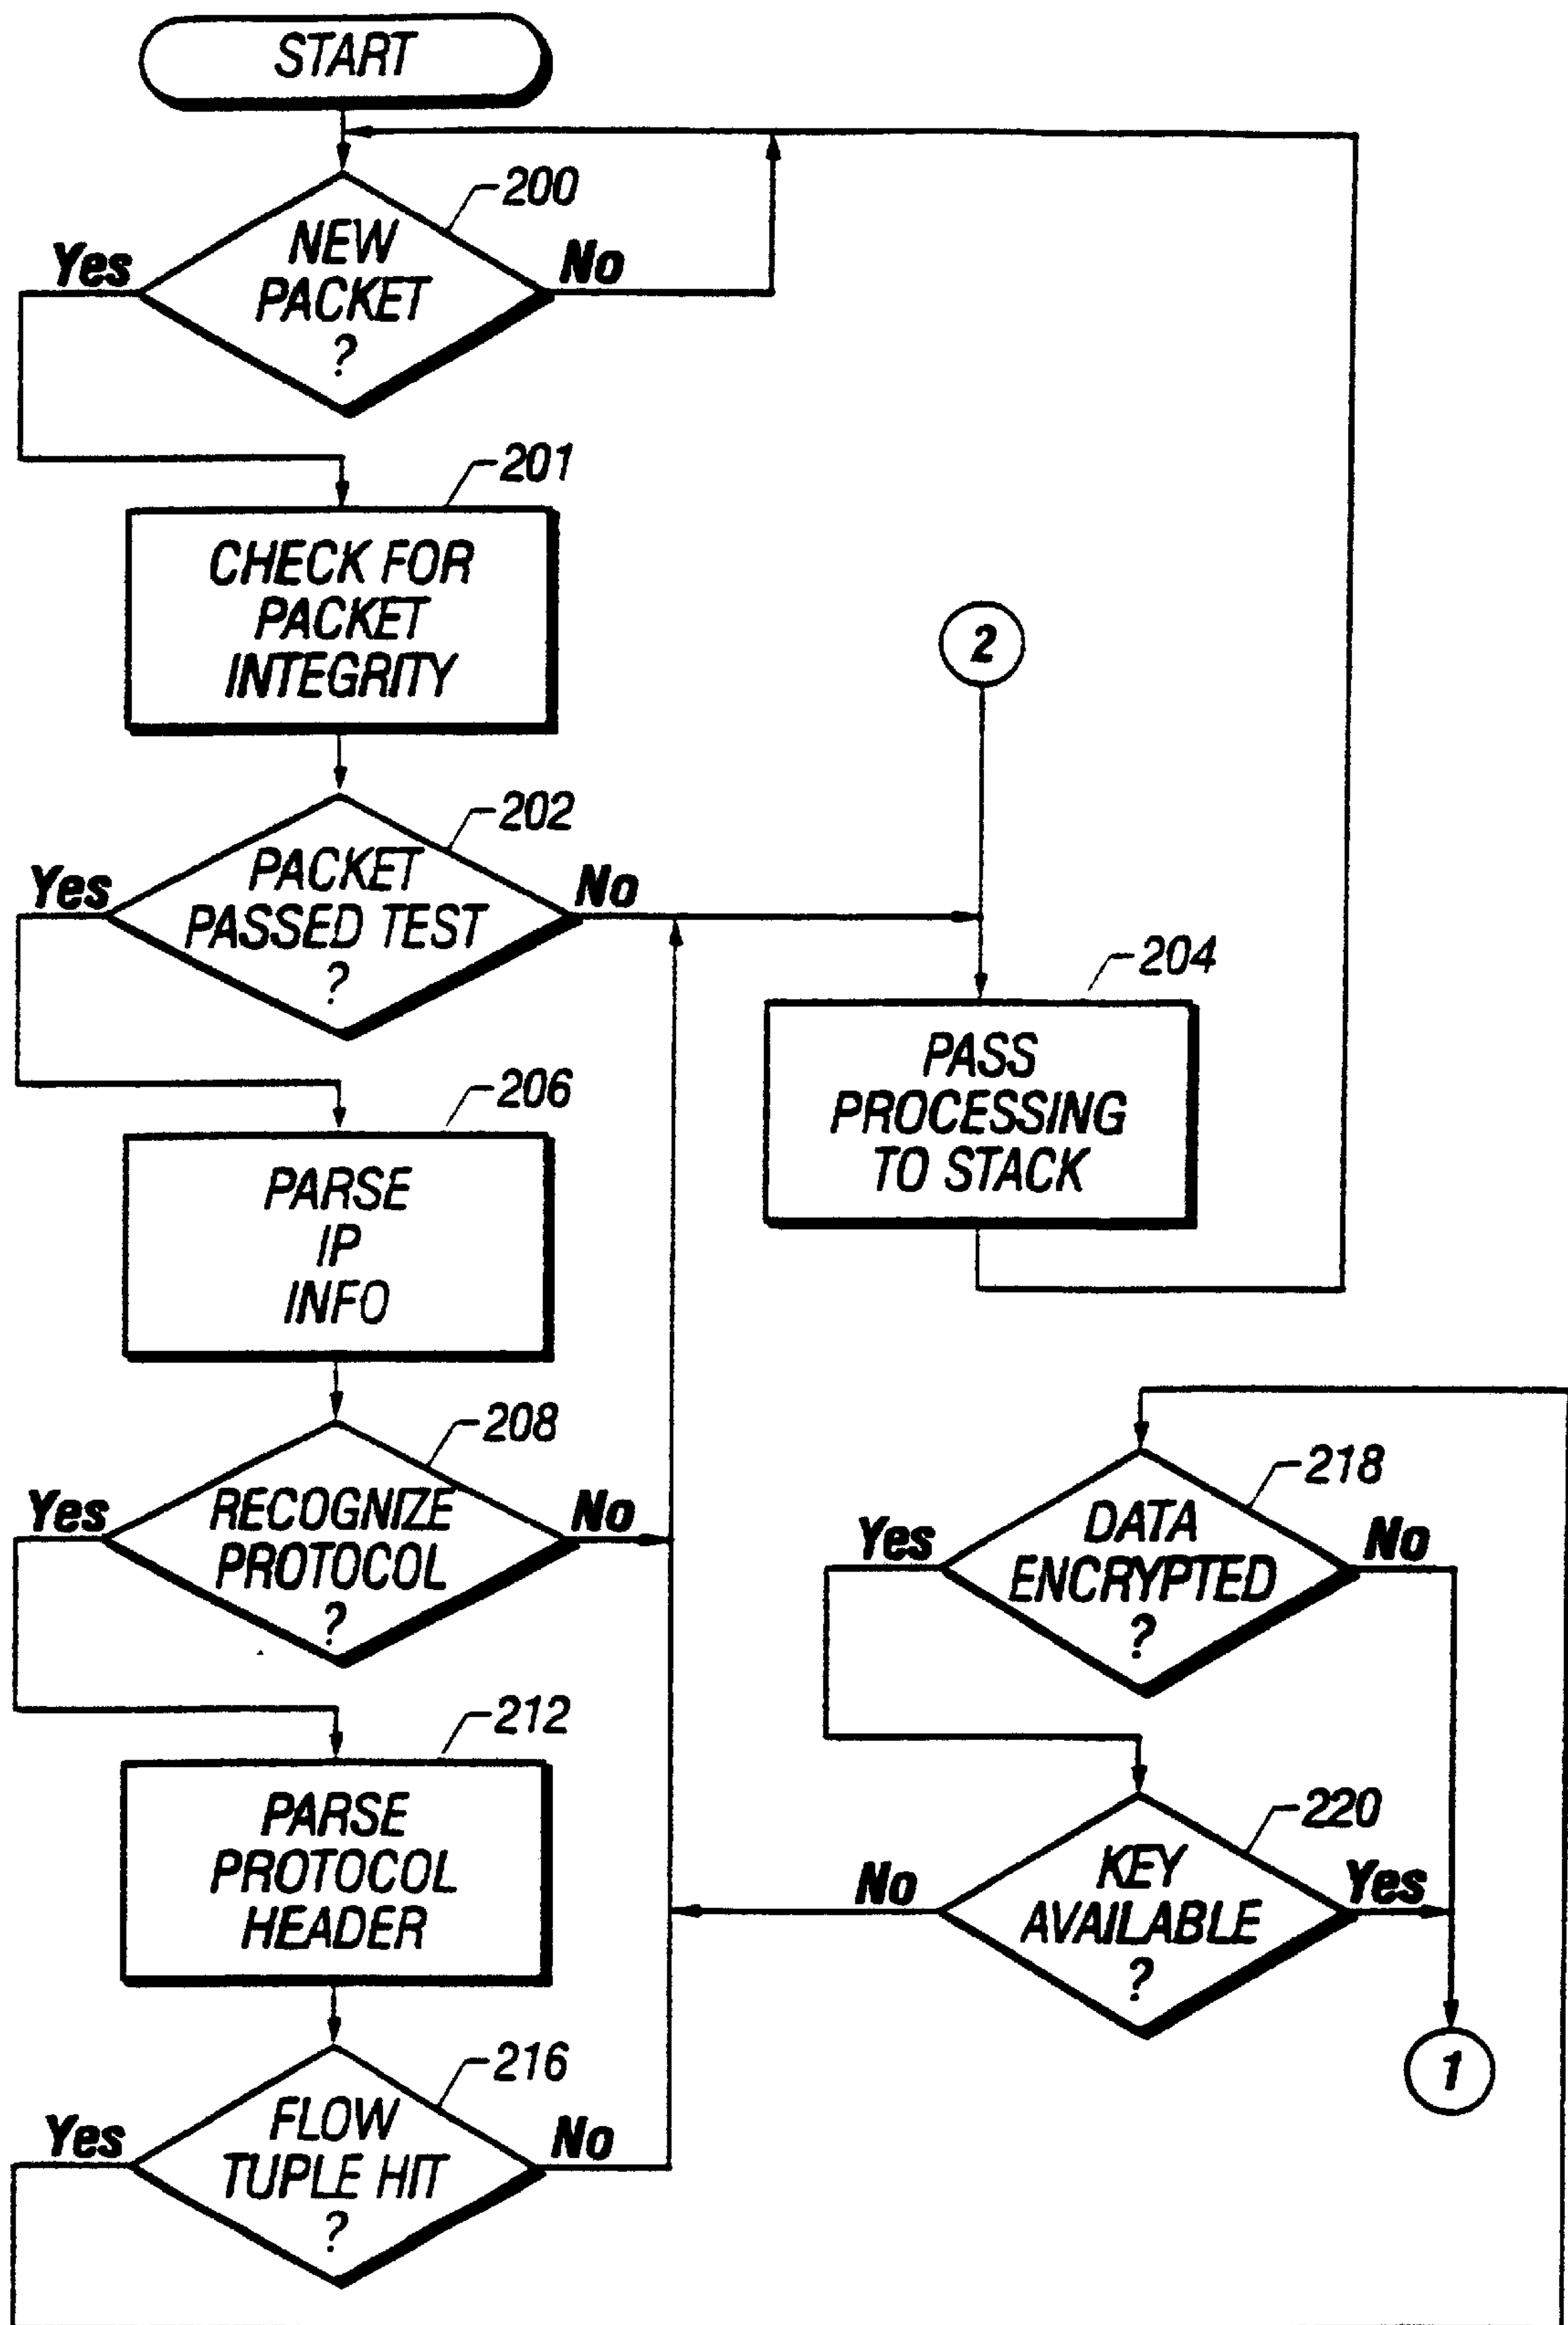 START
200
NEW
PACKET
?
Yes
No
201
CHECK FOR
PACKET
INTEGRITY
2
202
PACKET
PASSED TEST
?
Yes
No
204
PASS
PROCESSING
TO STACK
206
PARSE
IP
INFO
208
RECOGNIZE
PROTOCOL
?
Yes
No
218
DATA
ENCRYPTED
?
Yes
No
212
PARSE
PROTOCOL
HEADER
220
KEY
AVAILABLE
?
No
Yes
1
216
FLOW
TUPLE HIT
?
Yes
No